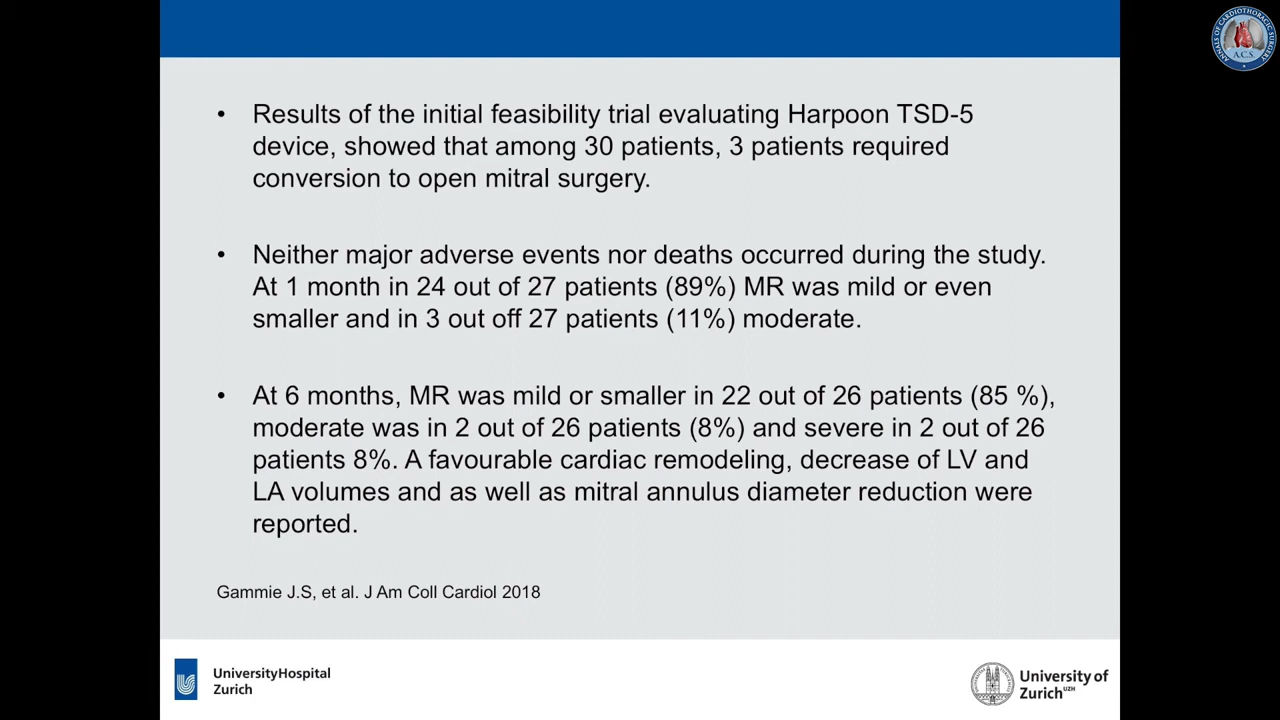 ANNALS OF CARDIOTHORACIC SURGERY
A.C.S
• Results of the initial feasibility trial evaluating Harpoon TSD-5
device, showed that among 30 patients, 3 patients required
conversion to open mitral surgery.
• Neither major adverse events nor deaths occurred during the study.
At 1 month in 24 out of 27 patients (89%) MR was mild or even
smaller and in 3 out off 27 patients (11%) moderate.
• At 6 months, MR was mild or smaller in 22 out of 26 patients (85 %),
moderate was in 2 out of 26 patients (8%) and severe in 2 out of 26
patients 8%. A favourable cardiac remodeling, decrease of LV and
LA volumes and as well as mitral annulus diameter reduction were
reported.
Gammie J.S, et al. J Am Coll Cardiol 2018
UniversityHospital
Zurich
University of
Zurich UZH